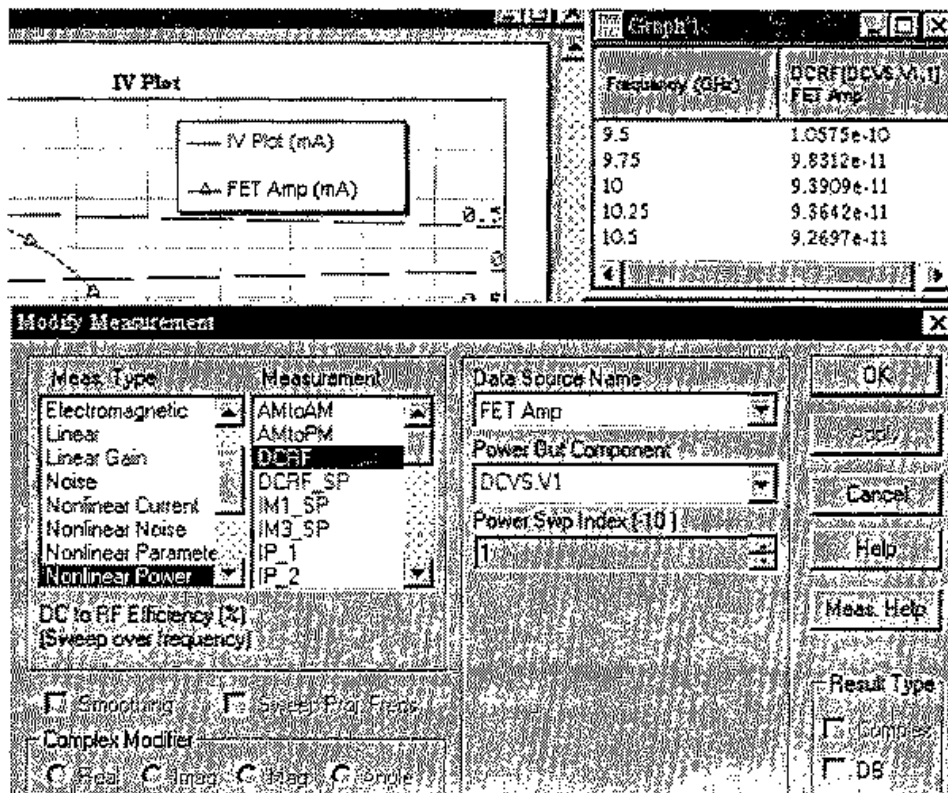 Graph 1
IV Plot
Frequency (GHz)
DCRF[DCVS.V1,1]
FET Amp
IV Plot (mA)
FET Amp (mA)
9.5 1.0575e-10
9.75 9.8312e-11
10 9.3909e-11
10.25 9.3642e-11
10.5 9.2697e-11
Modify Measurement
Meas. Type
Measurement
Electromagnetic
Linear
Linear Gain
Noise
Nonlinear Current
Nonlinear Noise
Nonlinear Paramete
Nonlinear Power
AMtoAM
AMtoPM
DCRF
DCRF_SP
IM1_SP
IM3_SP
IP_1
IP_2
DC to RF Efficiency [%]
(Sweep over frequency)
Data Source Name
FET Amp
Power Out Component
DCVS.V1
Power Swp Index [-10 ]
1
OK
Apply
Cancel
Help
Meas. Help
Smoothing
Sweep Proj Freqs
Complex Modifier
Real Imag Mag Angle
Result Type
Complex
DB